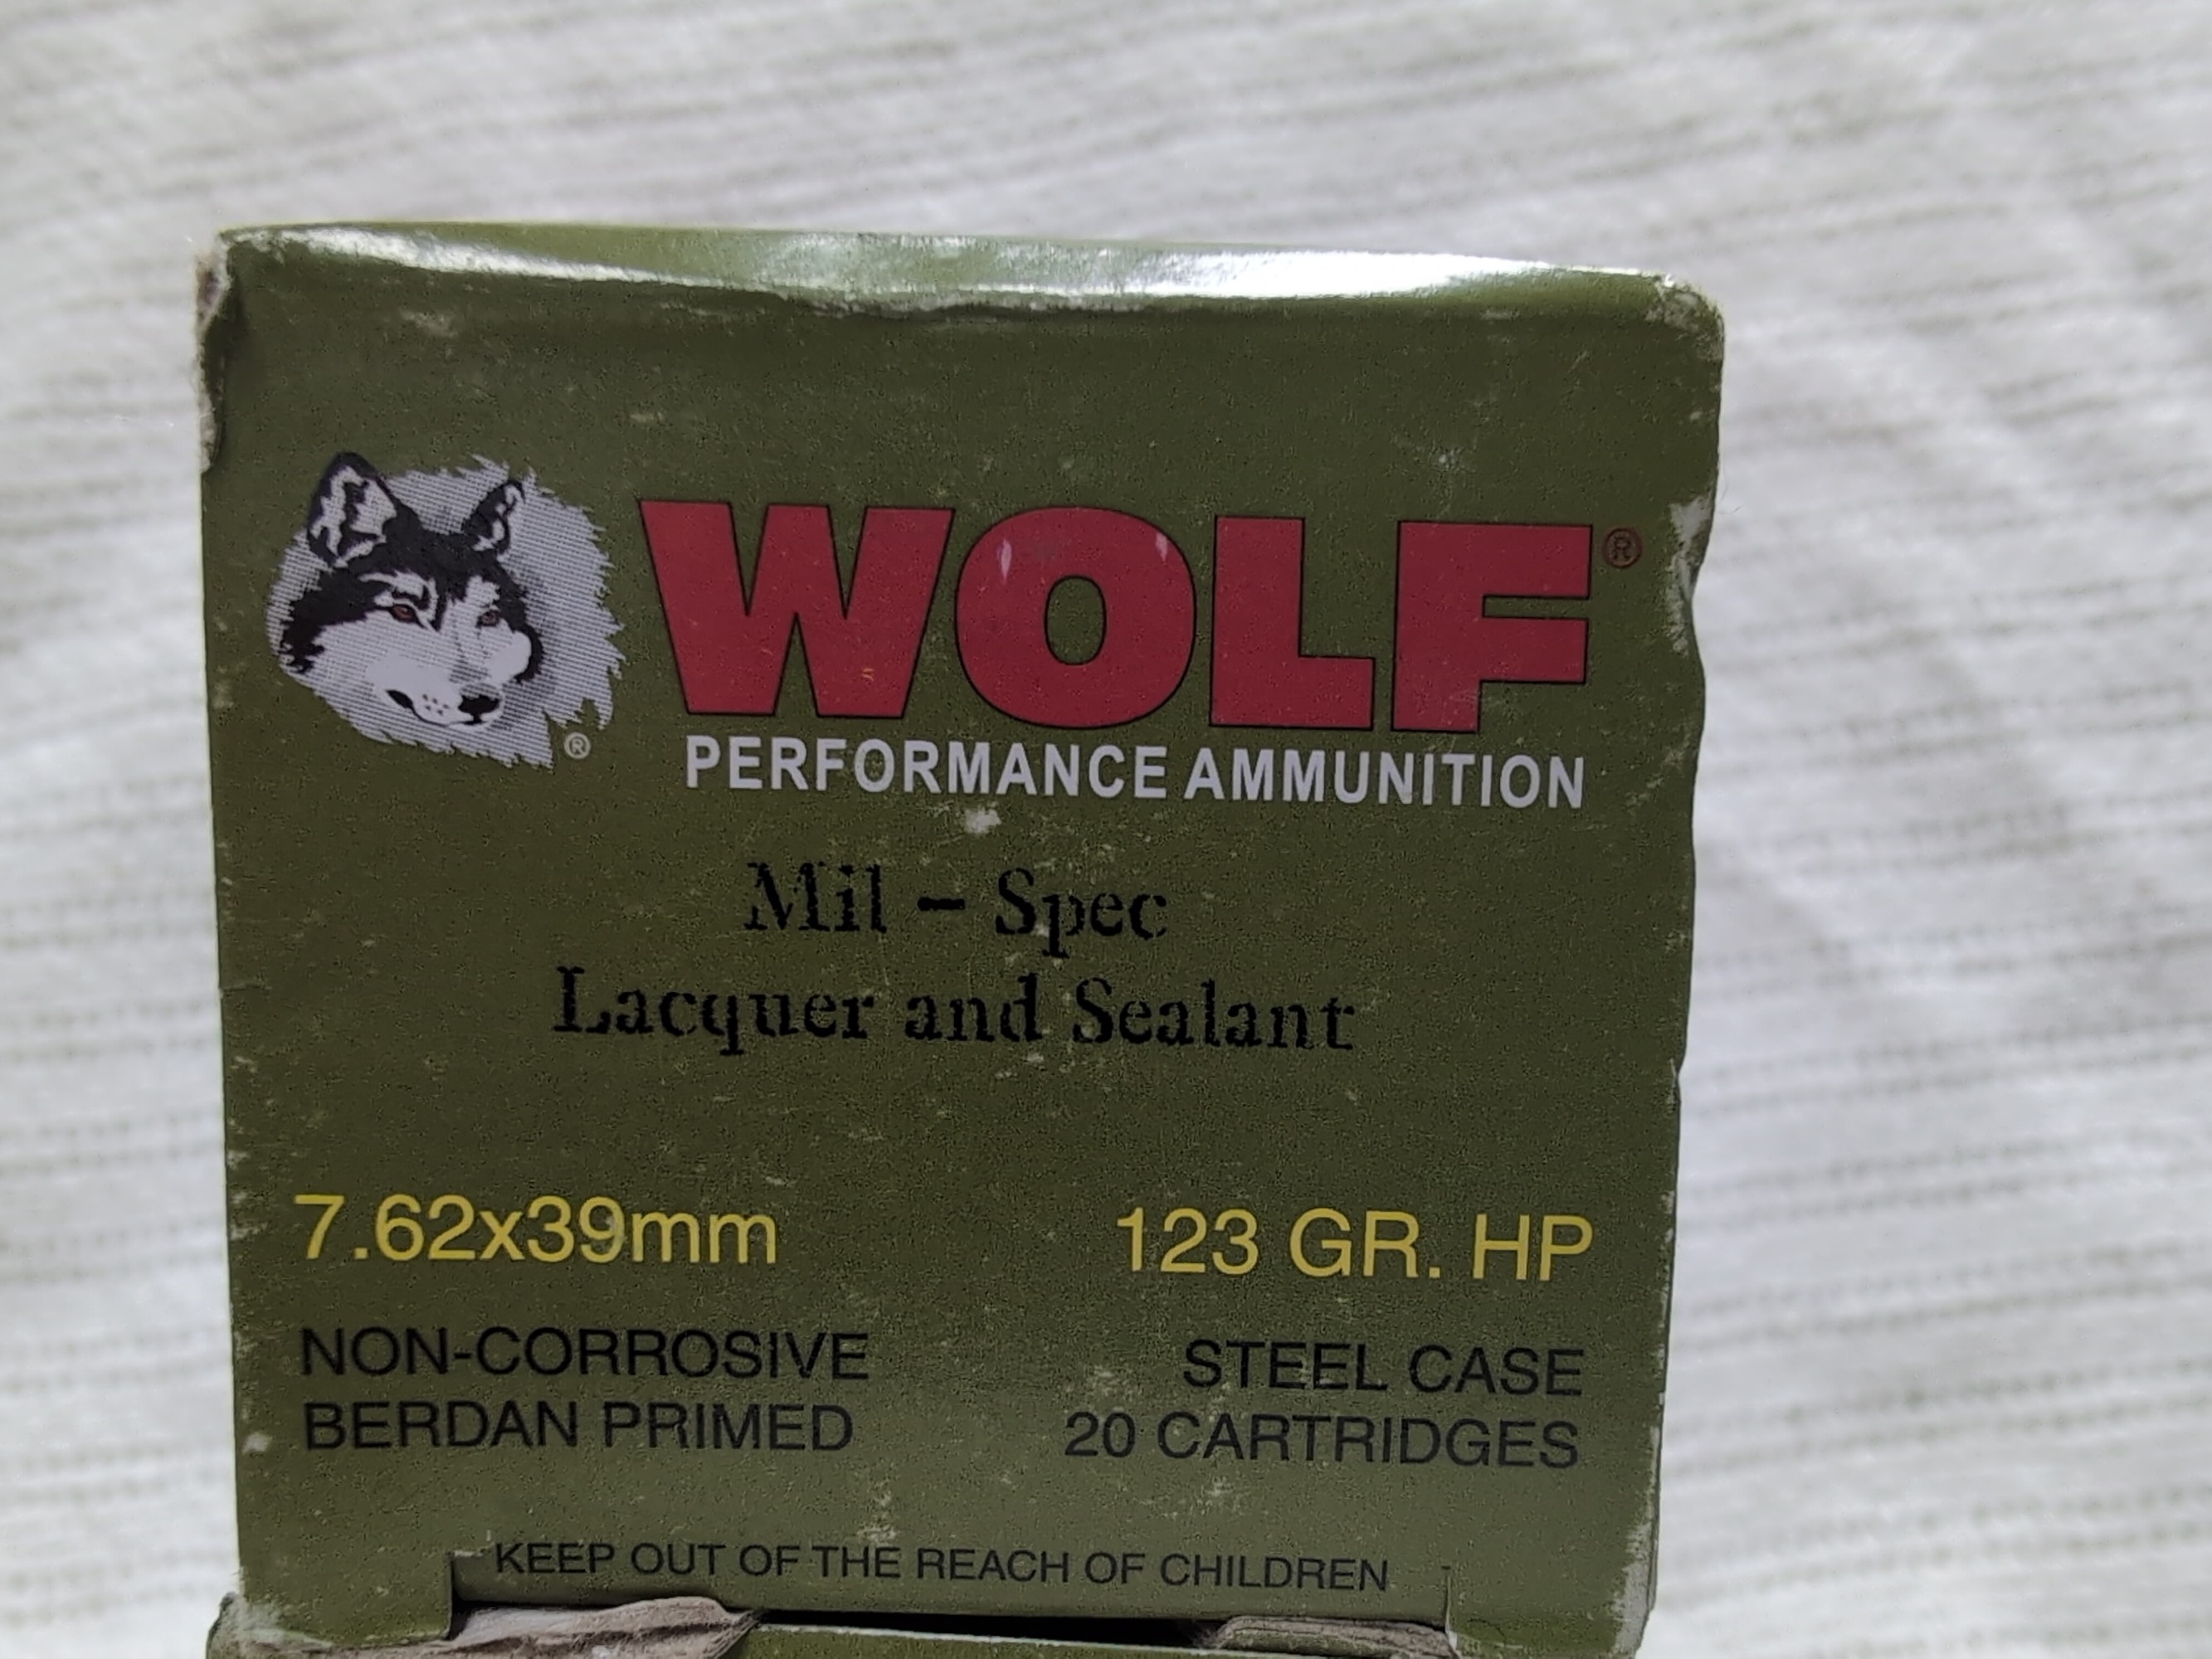 WOLF®
®
PERFORMANCE AMMUNITION
Mil – Spec
Lacquer and Sealant
7.62x39mm 123 GR. HP
NON-CORROSIVE STEEL CASE
BERDAN PRIMED 20 CARTRIDGES
KEEP OUT OF THE REACH OF CHILDREN